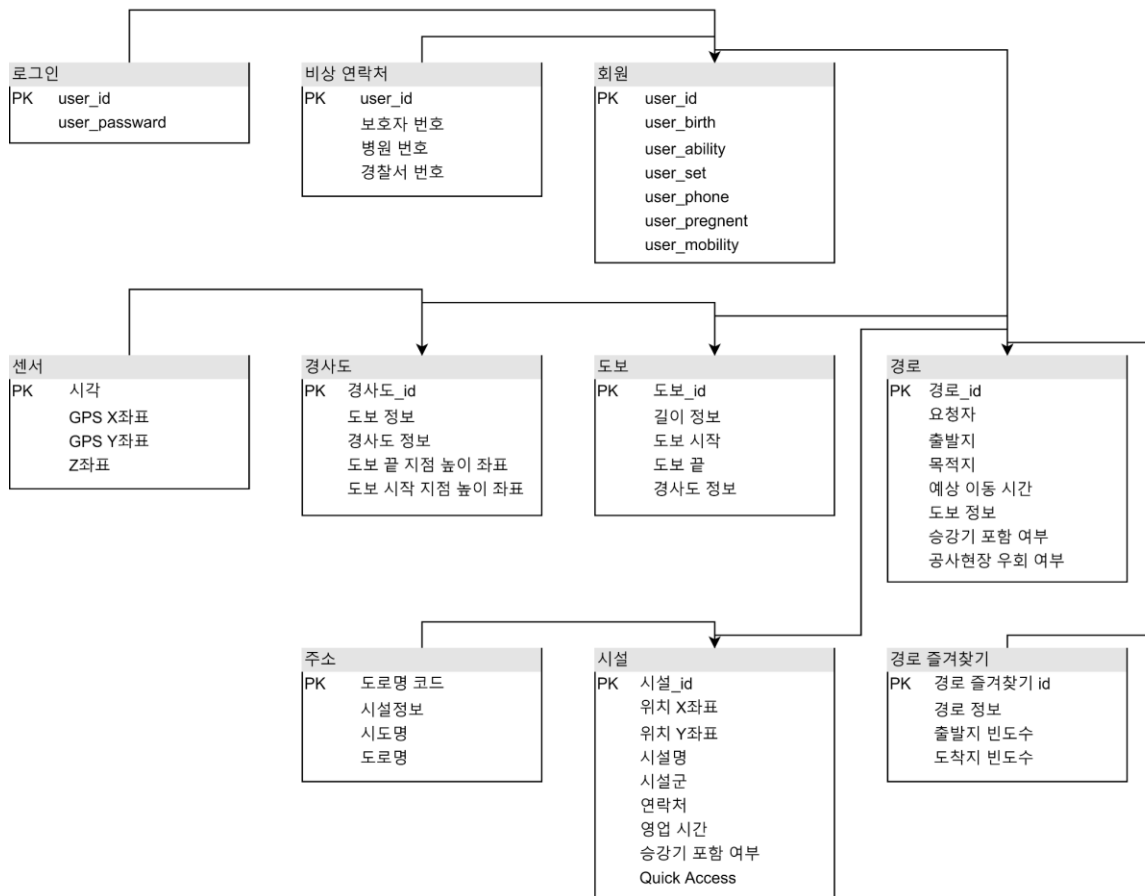 로그인
PK user_id
user_passward
비상 연락처
PK user_id
보호자 번호
병원 번호
경찰서 번호
회원
PK user_id
user_birth
user_ability
user_set
user_phone
user_pregnent
user_mobility
센서
PK 시각
GPS X좌표
GPS Y좌표
Z좌표
경사도
PK 경사도_id
도보 정보
경사도 정보
도보 끝 지점 높이 좌표
도보 시작 지점 높이 좌표
도보
PK 도보_id
길이 정보
도보 시작
도보 끝
경사도 정보
경로
PK 경로_id
요청자
출발지
목적지
예상 이동 시간
도보 정보
승강기 포함 여부
공사현장 우회 여부
주소
PK 도로명 코드
시설정보
시도명
도로명
시설
PK 시설_id
위치 X좌표
위치 Y좌표
시설명
시설군
연락처
영업 시간
승강기 포함 여부
Quick Access
경로 즐겨찾기
PK 경로 즐겨찾기 id
경로 정보
출발지 빈도수
도착지 빈도수